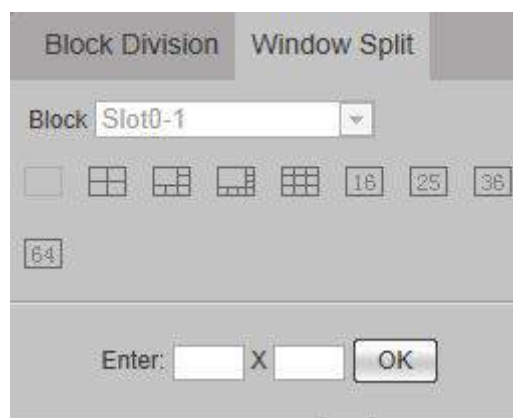 Block Division Window Split
Block Slot0-1
16 25 36
64
Enter: X OK